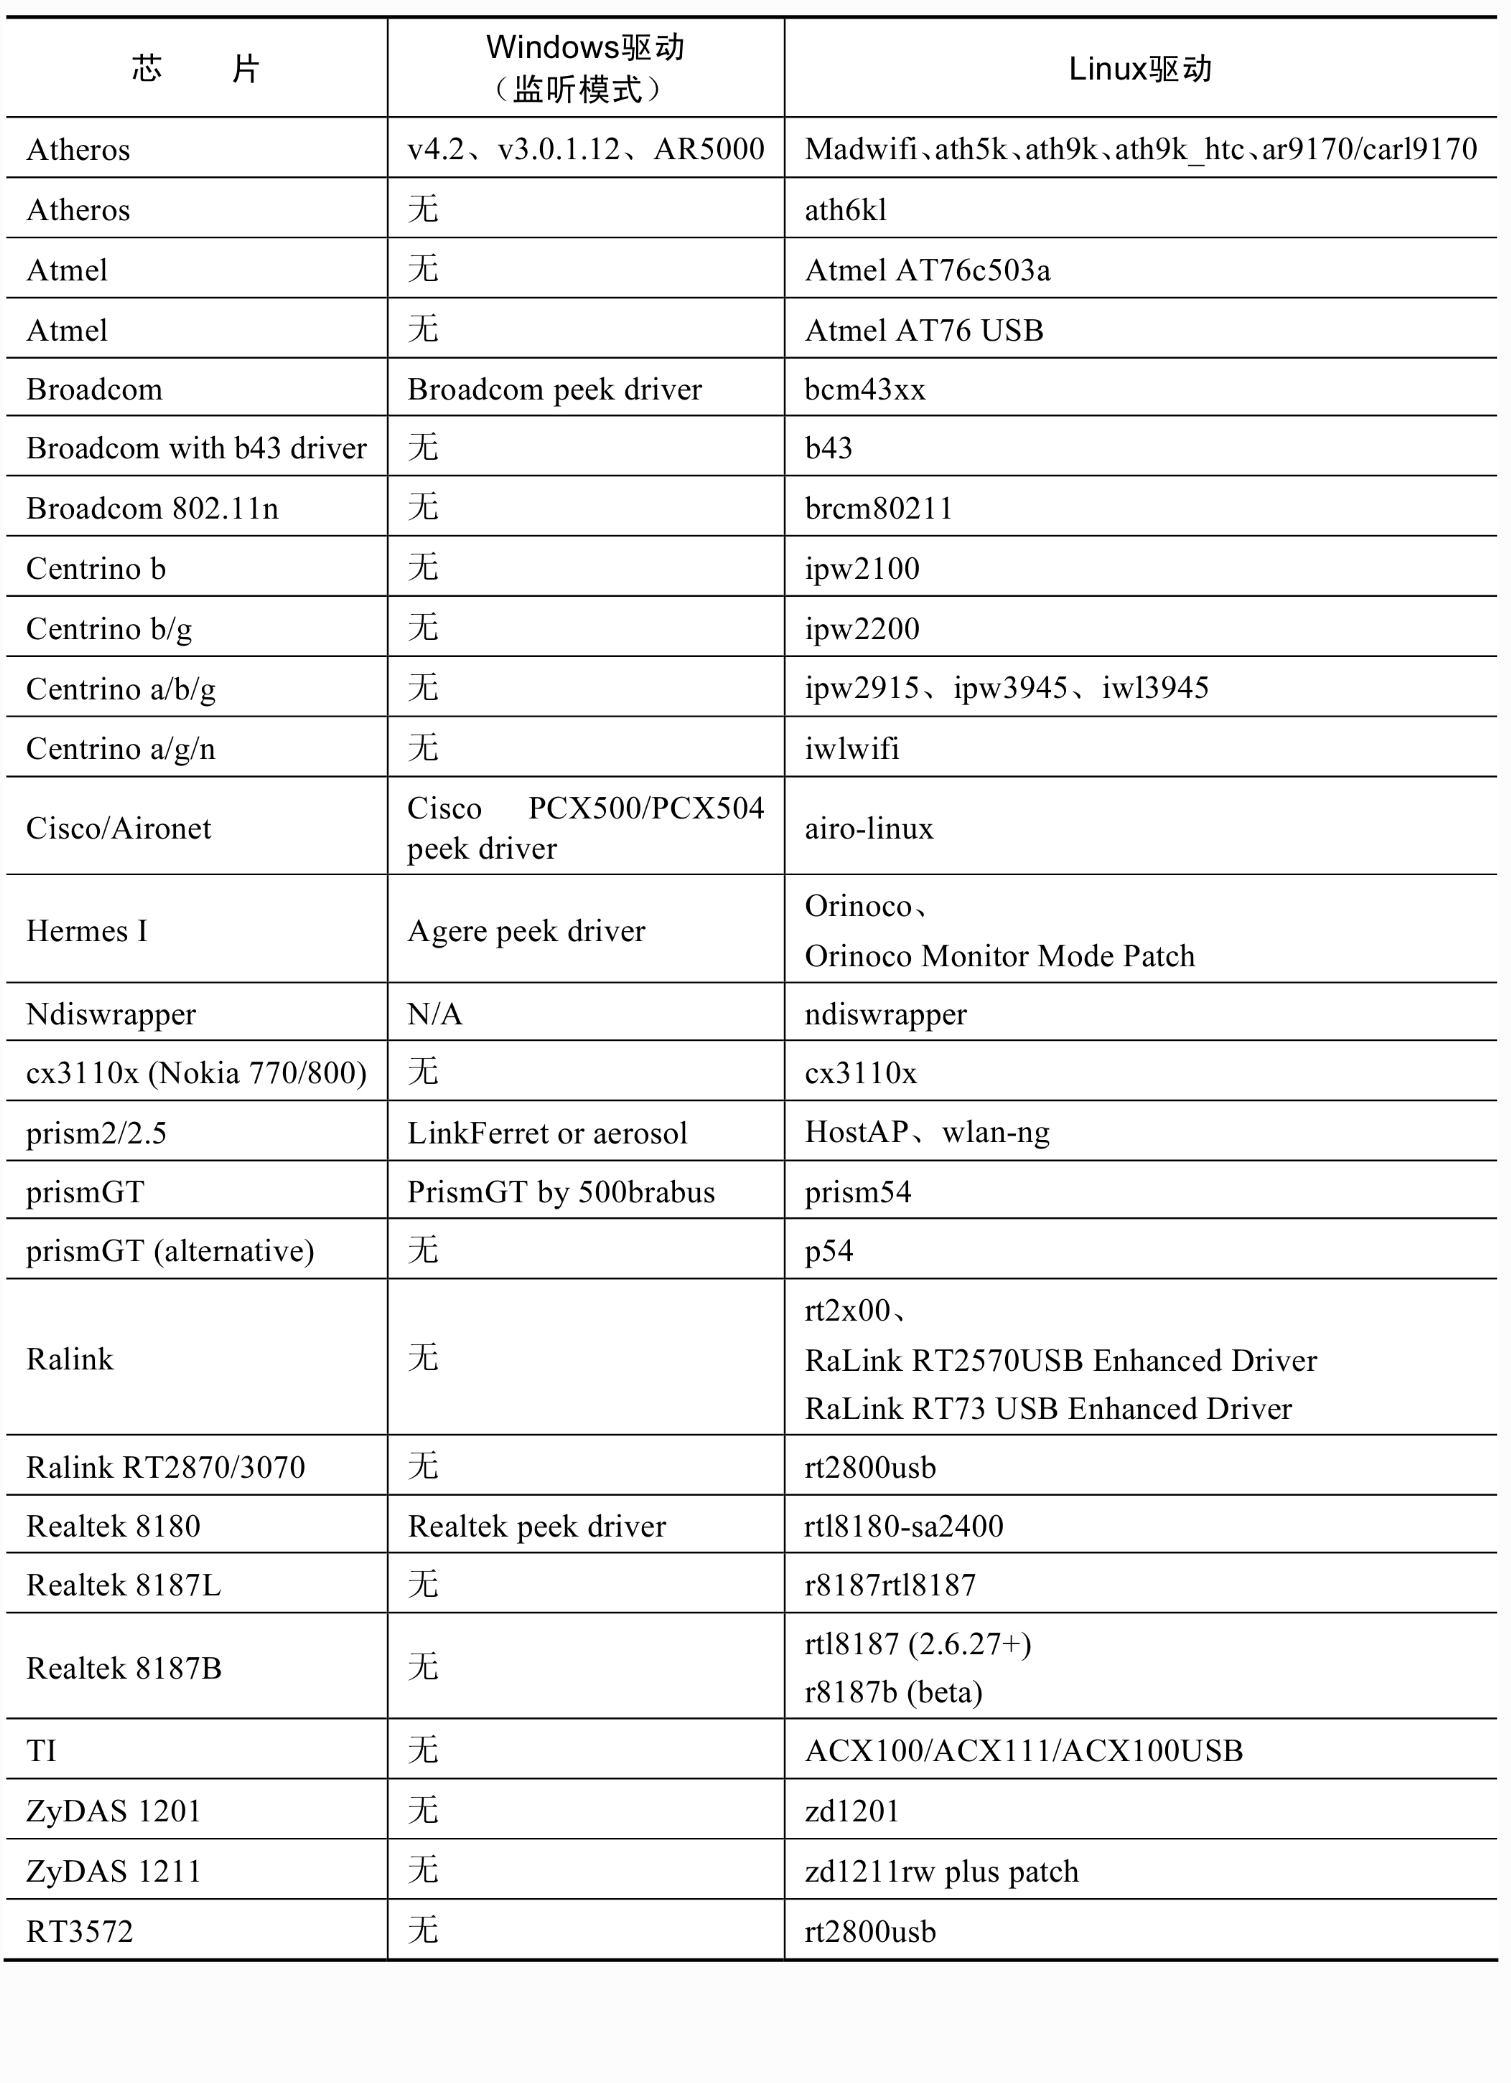 芯 片
Windows驱动
（监听模式）
Linux驱动
Atheros
v4.2、v3.0.1.12、AR5000
Madwifi、ath5k、ath9k、ath9k_htc、ar9170/carl9170
Atheros
无
ath6kl
Atmel
无
Atmel AT76c503a
Atmel
无
Atmel AT76 USB
Broadcom
Broadcom peek driver
bcm43xx
Broadcom with b43 driver
无
b43
Broadcom 802.11n
无
brcm80211
Centrino b
无
ipw2100
Centrino b/g
无
ipw2200
Centrino a/b/g
无
ipw2915、ipw3945、iwl3945
Centrino a/g/n
无
iwlwifi
Cisco/Aironet
Cisco PCX500/PCX504
peek driver
airo-linux
Hermes I
Agere peek driver
Orinoco、
Orinoco Monitor Mode Patch
Ndiswrapper
N/A
ndiswrapper
cx3110x (Nokia 770/800)
无
cx3110x
prism2/2.5
LinkFerret or aerosol
HostAP、wlan-ng
prismGT
PrismGT by 500brabus
prism54
prismGT (alternative)
无
p54
Ralink
无
rt2x00、
RaLink RT2570USB Enhanced Driver
RaLink RT73 USB Enhanced Driver
Ralink RT2870/3070
无
rt2800usb
Realtek 8180
Realtek peek driver
rtl8180-sa2400
Realtek 8187L
无
r8187rtl8187
Realtek 8187B
无
rtl8187 (2.6.27+)
r8187b (beta)
TI
无
ACX100/ACX111/ACX100USB
ZyDAS 1201
无
zd1201
ZyDAS 1211
无
zd1211rw plus patch
RT3572
无
rt2800usb